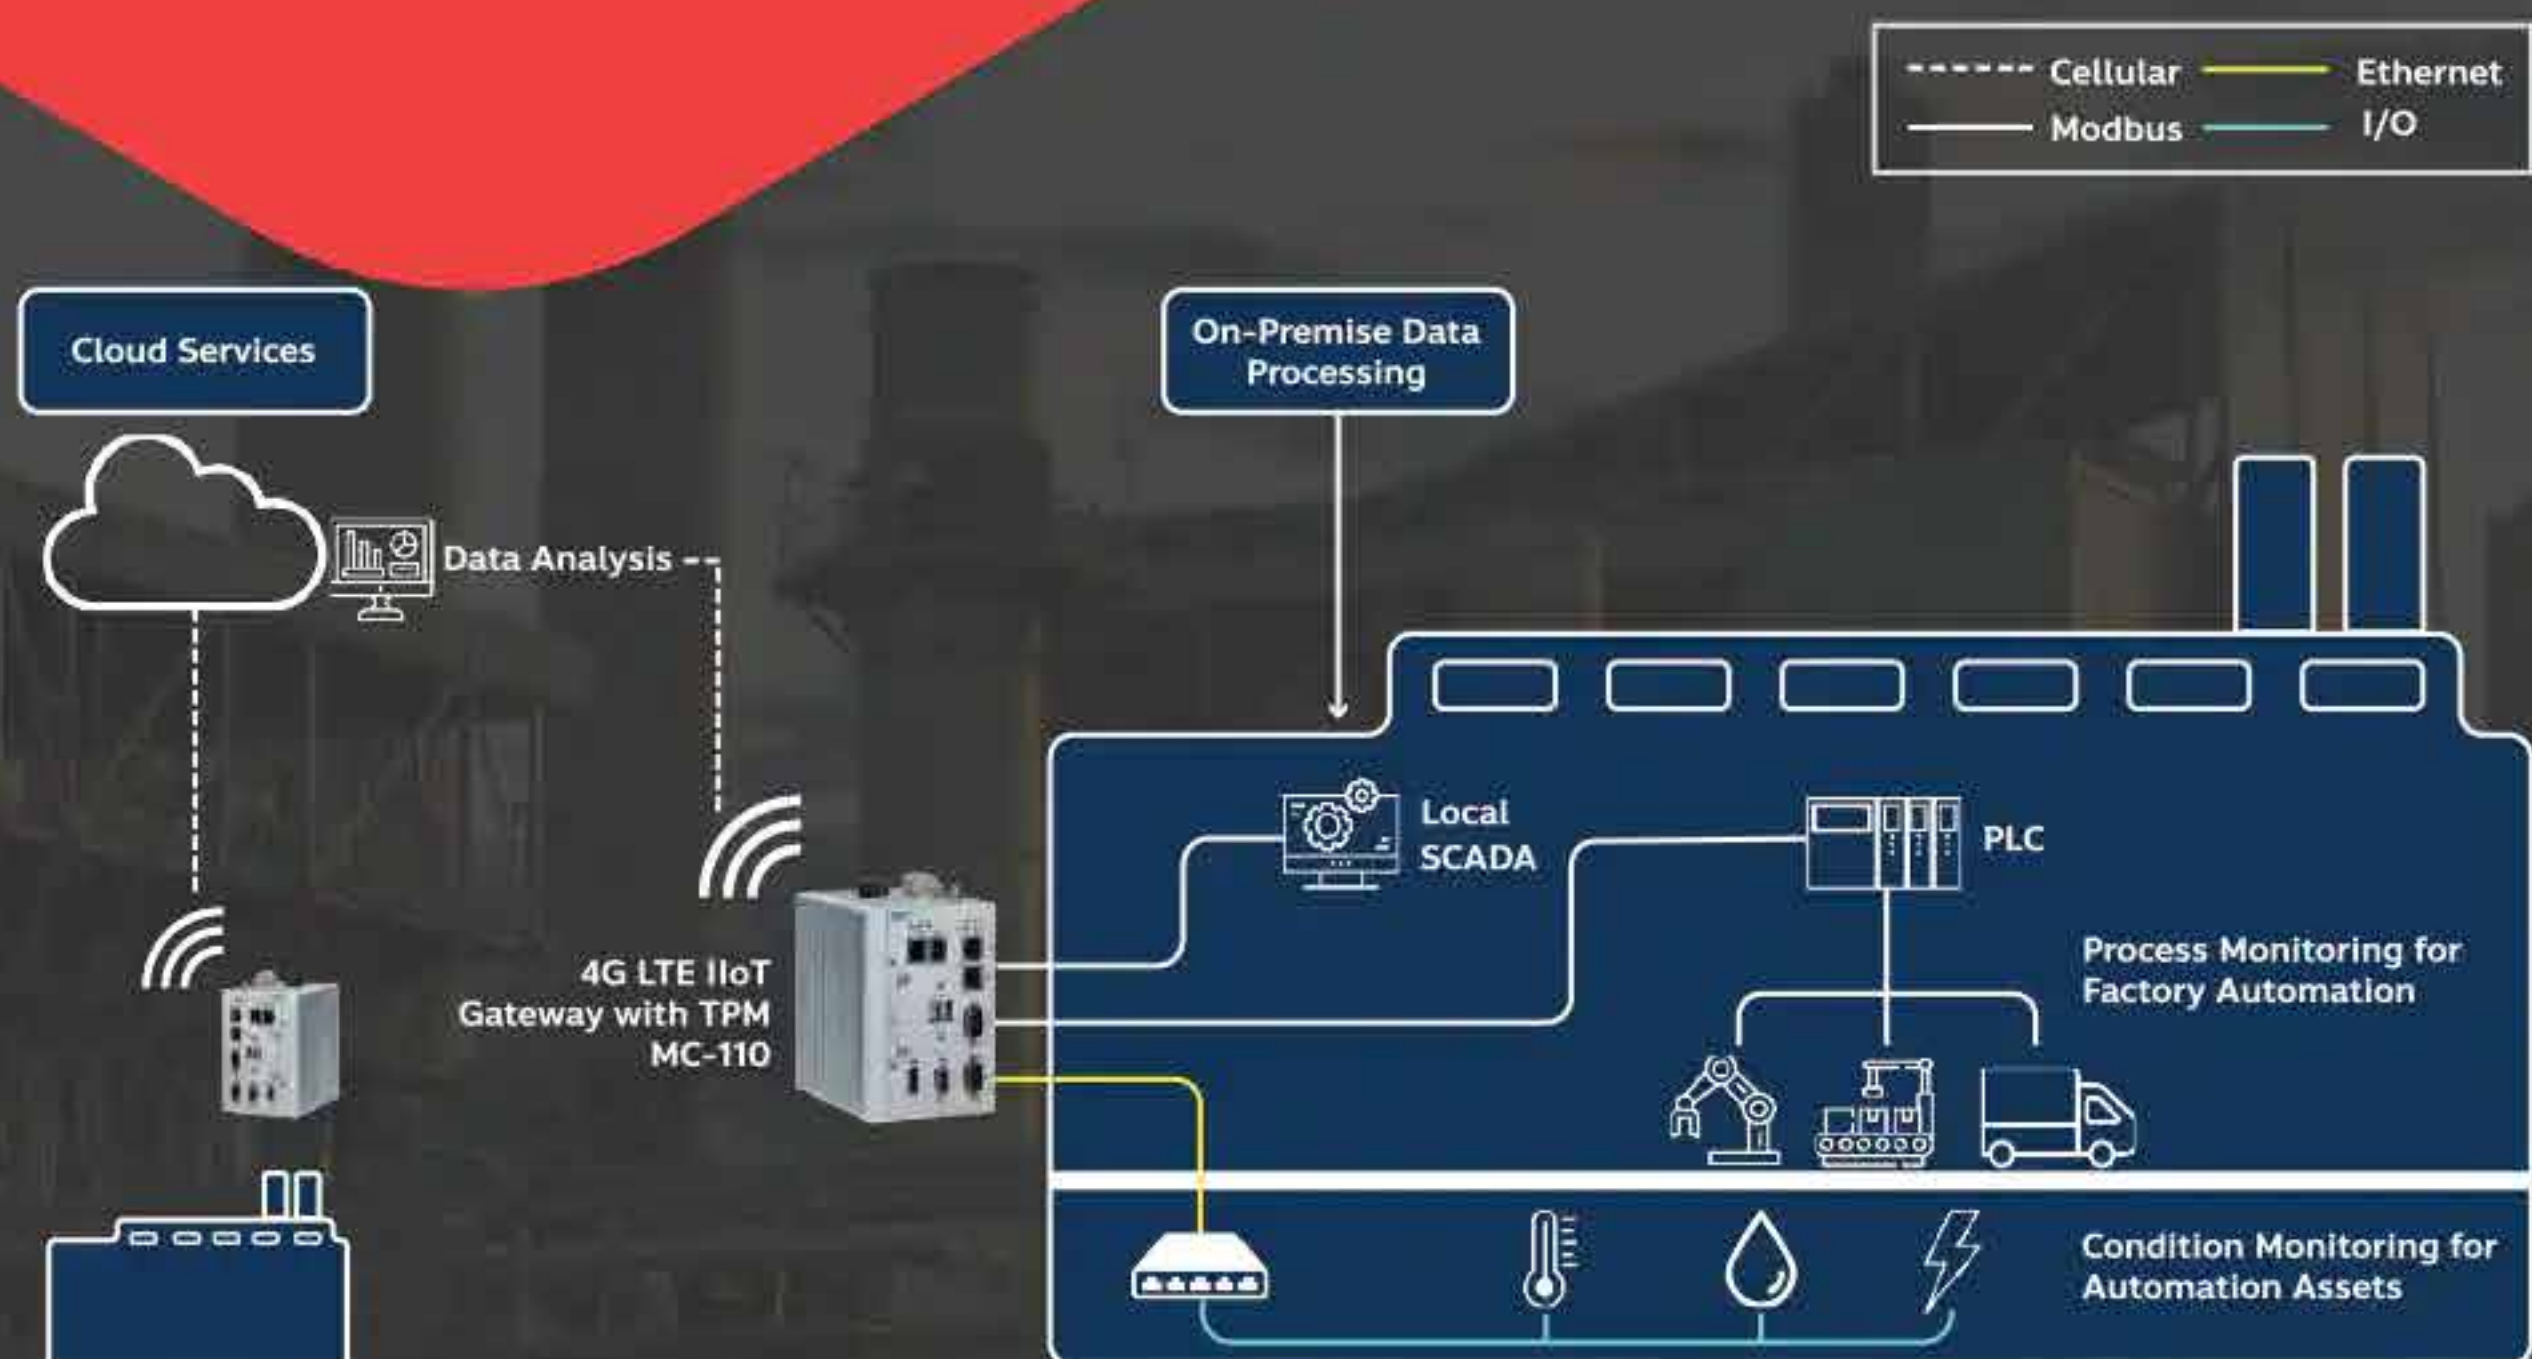 Cellular
Ethernet
Modbus
I/O
Cloud Services
On-Premise Data
Processing
Data Analysis
Local
SCADA
PLC
4G LTE IIoT
Gateway with TPM
MC-110
Process Monitoring for
Factory Automation
Condition Monitoring for
Automation Assets